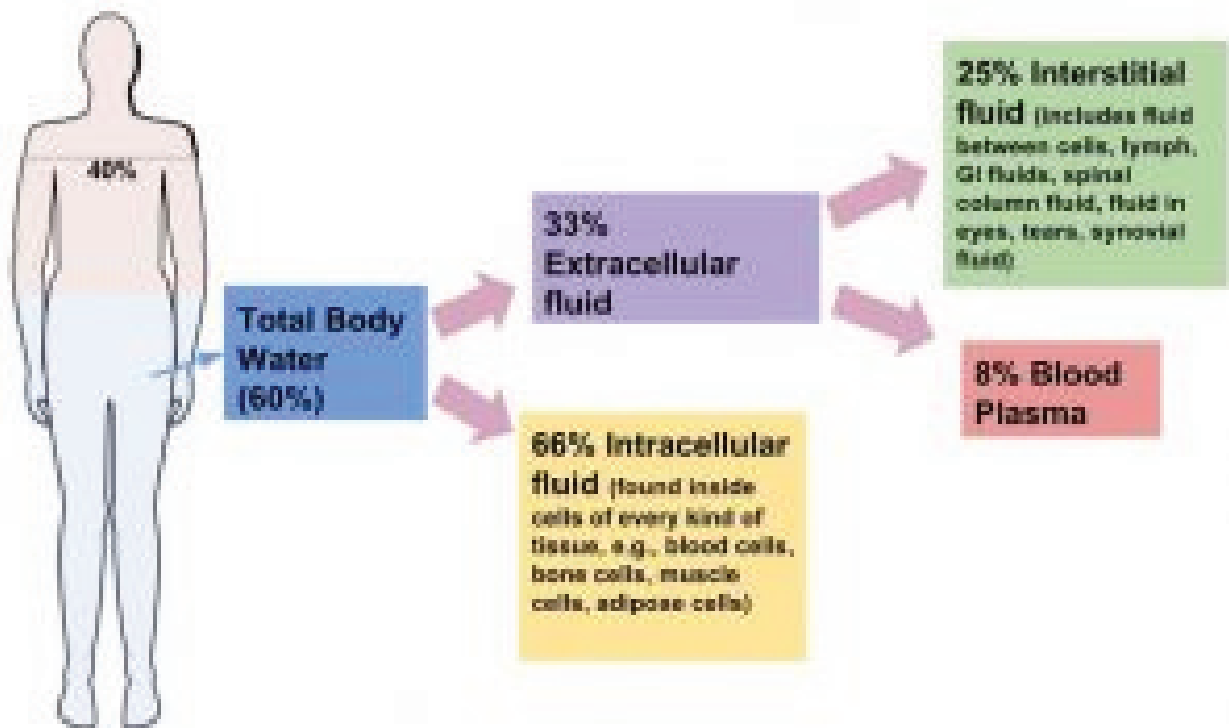 40%
Total Body
Water
(60%)
33%
Extracellular
fluid
66% Intracellular
fluid (found inside
cells of every kind of
tissue, e.g., blood cells,
bone cells, muscle
cells, adipose cells)
25% Interstitial
fluid (includes fluid
between cells, lymph,
GI fluids, spinal
column fluid, fluid in
eyes, tears, synovial
fluid)
8% Blood
Plasma